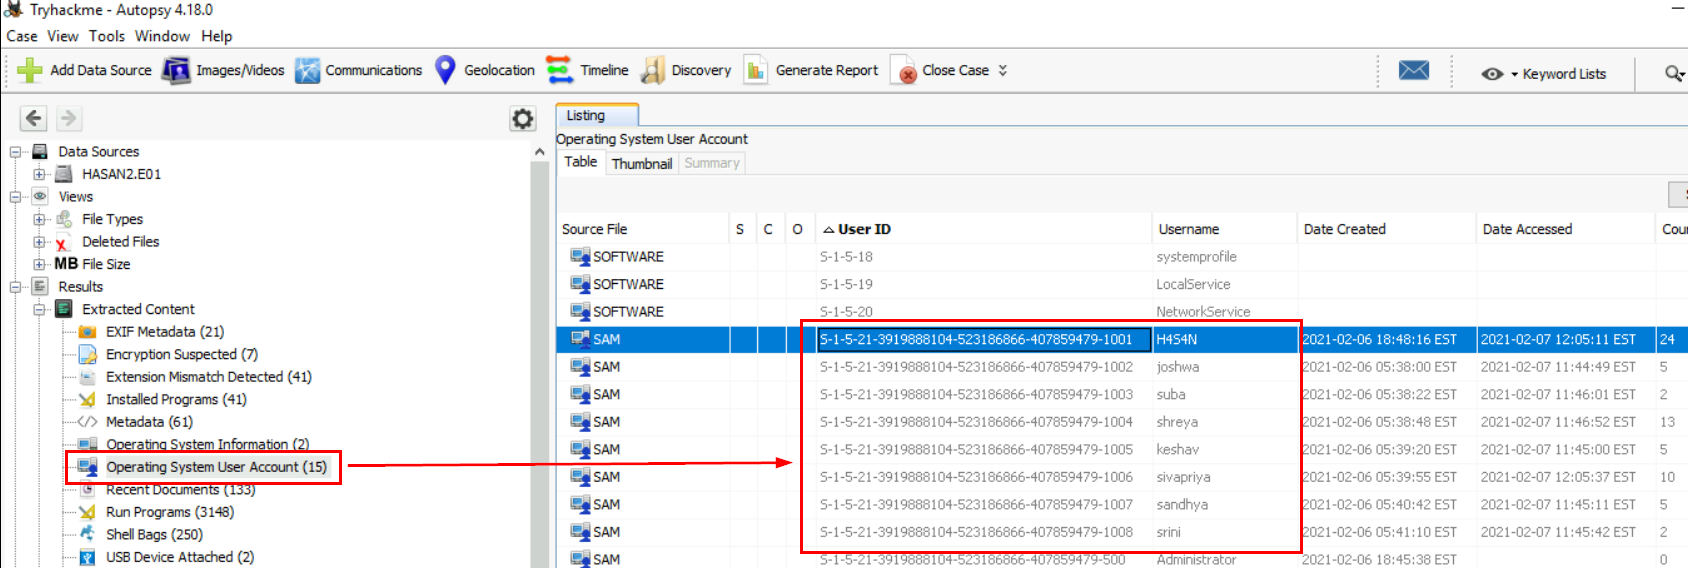 Tryhackme - Autopsy 4.18.0
Case View Tools Window Help
Add Data Source Images/Videos Communications Geolocation Timeline Discovery Generate Report Close Case Keyword Lists
Listing
Operating System User Account
Table Thumbnail Summary
Data Sources
HASAN2.E01
Views
File Types
Deleted Files
MB File Size
Results
Extracted Content
EXIF Metadata (21)
Encryption Suspected (7)
Extension Mismatch Detected (41)
Installed Programs (41)
Metadata (61)
Operating System Information (2)
Operating System User Account (15)
Recent Documents (133)
Run Programs (3148)
Shell Bags (250)
USB Device Attached (2)
Source File S C O User ID Username Date Created Date Accessed Cou
SOFTWARE S-1-5-18 systemprofile
SOFTWARE S-1-5-19 LocalService
SOFTWARE S-1-5-20 NetworkService
SAM S-1-5-21-3919888104-523186866-407859479-1001 H4S4N 2021-02-06 18:48:16 EST 2021-02-07 12:05:11 EST 24
SAM S-1-5-21-3919888104-523186866-407859479-1002 joshwa 2021-02-06 05:38:00 EST 2021-02-07 11:44:49 EST 5
SAM S-1-5-21-3919888104-523186866-407859479-1003 suba 2021-02-06 05:38:22 EST 2021-02-07 11:46:01 EST 2
SAM S-1-5-21-3919888104-523186866-407859479-1004 shreya 2021-02-06 05:38:48 EST 2021-02-07 11:46:52 EST 13
SAM S-1-5-21-3919888104-523186866-407859479-1005 keshav 2021-02-06 05:39:20 EST 2021-02-07 11:45:00 EST 5
SAM S-1-5-21-3919888104-523186866-407859479-1006 sivapriya 2021-02-06 05:39:55 EST 2021-02-07 12:05:37 EST 10
SAM S-1-5-21-3919888104-523186866-407859479-1007 sandhya 2021-02-06 05:40:42 EST 2021-02-07 11:45:11 EST 5
SAM S-1-5-21-3919888104-523186866-407859479-1008 srini 2021-02-06 05:41:10 EST 2021-02-07 11:45:42 EST 2
SAM S-1-5-21-3919888104-523186866-407859479-500 Administrator 2021-02-06 18:45:38 EST 0